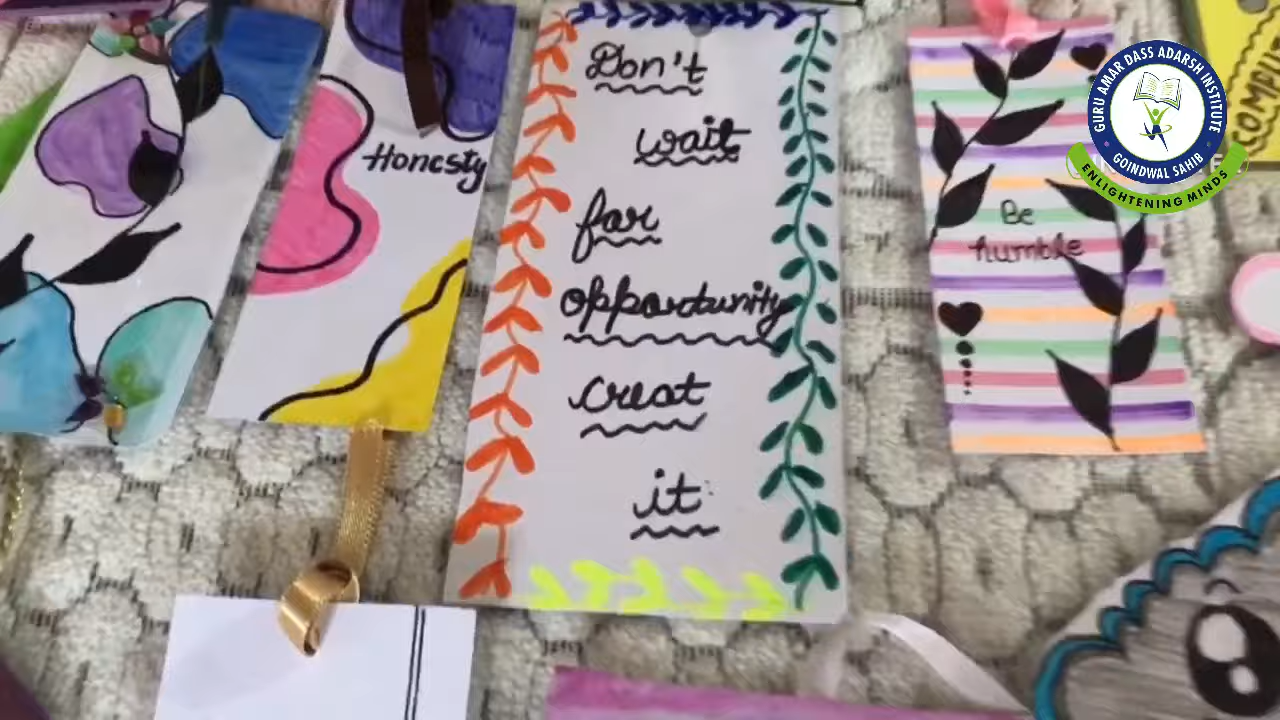 Honesty
Don't
wait
for
opportunity
creat
it
Be
humble
GURU AMAR DASS ADARSH INSTITUTE
GOINDWAL SAHIB
ENLIGHTENING MINDS